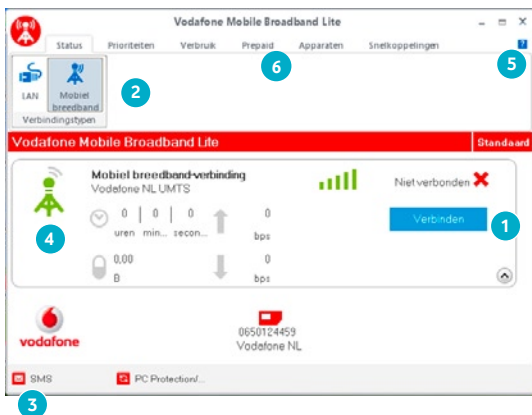 Vodafone Mobile Broadband Lite
Status Prioriteiten Verbruik Prepaid Apparaten Snelkoppelingen
6
5
?
LAN
Mobiel
breedband
2
Verbindingstypen
Vodafone Mobile Broadband Lite Standaard
Mobiel breedband-verbinding
Vodafone NL UMTS
Niet verbonden
4
0 0 0 0
uren min... secon... bps
Verbinden
1
0,00 0
B bps
vodafone
0650124459
Vodafone NL
SMS PC Protection/...
3